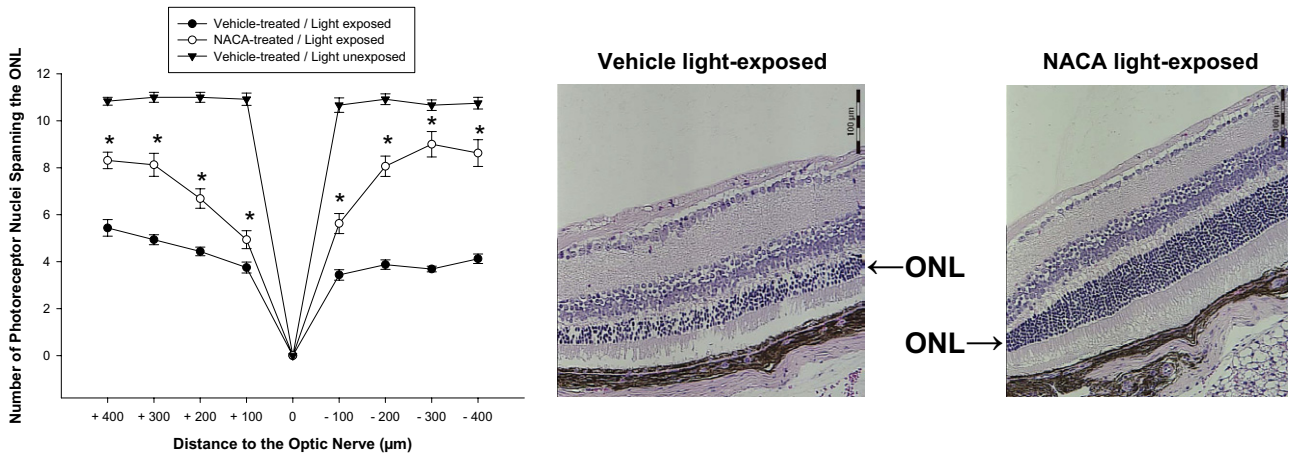 Vehicle-treated / Light exposed
NACA-treated / Light exposed
Vehicle-treated / Light unexposed
Number of Photoreceptor Nuclei Spanning the ONL
12
10
8
6
4
2
0
* * * * * * * *
+ 400 + 300 + 200 + 100 0 - 100 - 200 - 300 - 400
Distance to the Optic Nerve (µm)
Vehicle light-exposed
100 µm
←ONL
NACA light-exposed
100 µm
ONL→